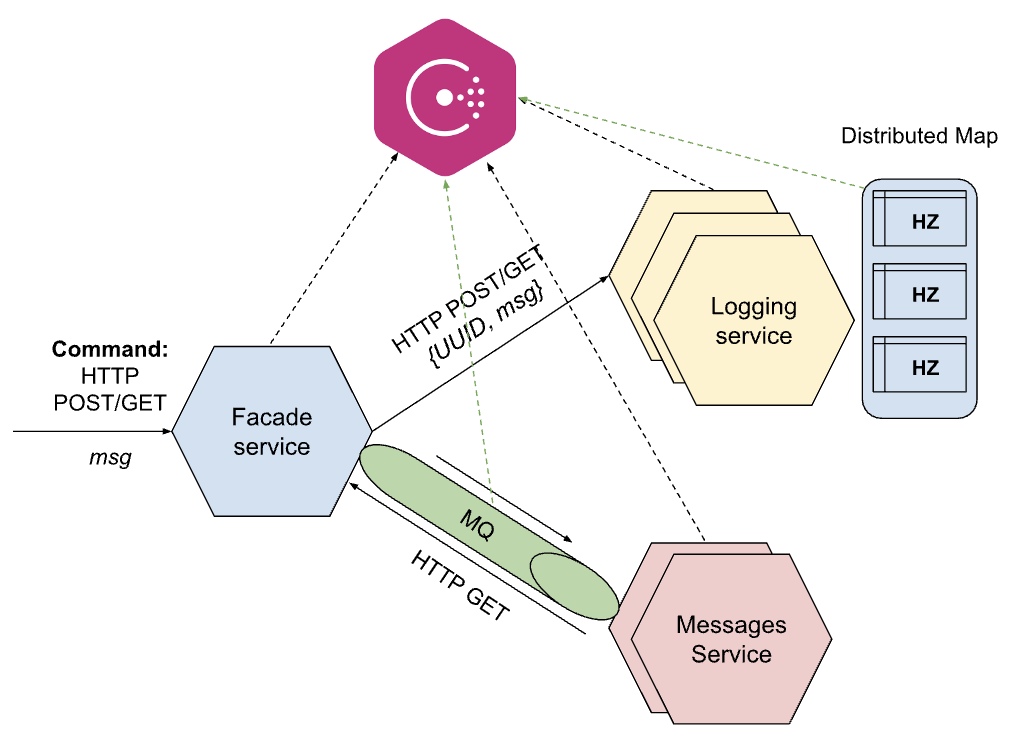 Distributed Map
HZ
HZ
HZ
Logging
service
HTTP POST/GET
{UUID, msg}
Command:
HTTP
POST/GET
msg
Facade
service
MQ
HTTP GET
Messages
Service